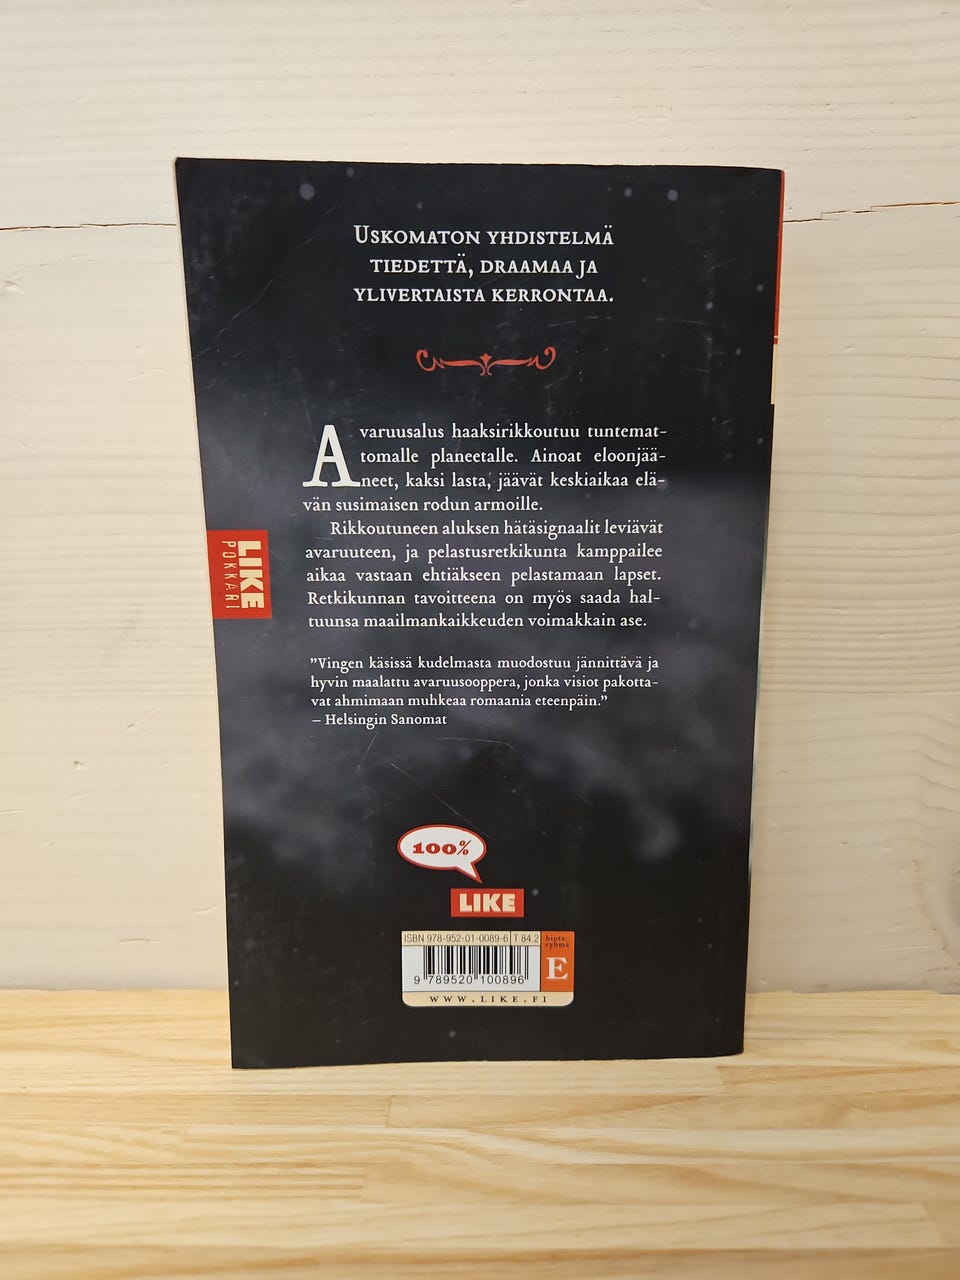 Uskomaton yhdistelmä
tiedettä, draamaa ja
ylivertaista kerrontaa.
Avaruusalus haaksirikkoutuu tuntemat-
tomalle planeetalle. Ainoat eloonjää-
neet, kaksi lasta, jäävät keskiaikaa elä-
vän susimaisen rodun armoille.
Rikkoutuneen aluksen hätäsignaalit leviävät
avaruuteen, ja pelastusretkikunta kamppailee
aikaa vastaan ehtiäkseen pelastamaan lapset.
Retkikunnan tavoitteena on myös saada hal-
tuunsa maailmankaikkeuden voimakkain ase.
”Vingen käsissä kudelmasta muodostuu jännittävä ja
hyvin maalattu avaruusooppera, jonka visiot pakotta-
vat ahmimaan muhkeaa romaania eteenpäin.”
– Helsingin Sanomat
LIKE
POKKARI
100%
LIKE
ISBN 978-952-01-0089-6 T 84.2
hinta-
ryhmä
E
9 789520 100896
WWW.LIKE.FI